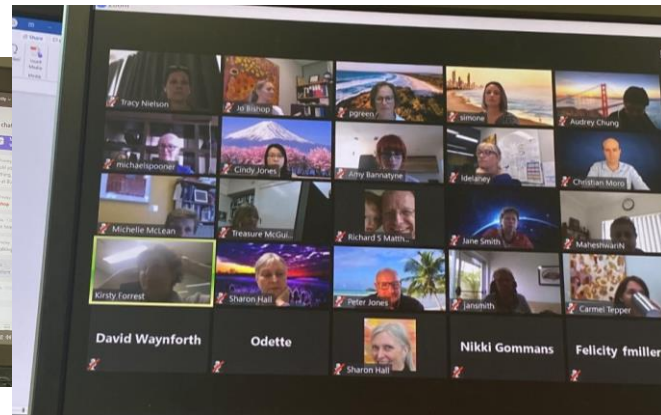 Share
Tracy Nielson
Jo Bishop
pgreen
simone
Audrey Chung
michaelspooner
Cindy Jones
Amy Bannatyne
ldelahey
Christian Moro
Michelle McLean
Treasure McGui...
Richard S Matth...
Jane Smith
MaheshwariN
Kirsty Forrest
Sharon Hall
Peter Jones
jansmith
Carmel Tepper
David Waynforth
Odette
Sharon Hall
Nikki Gommans
Felicity fmiller